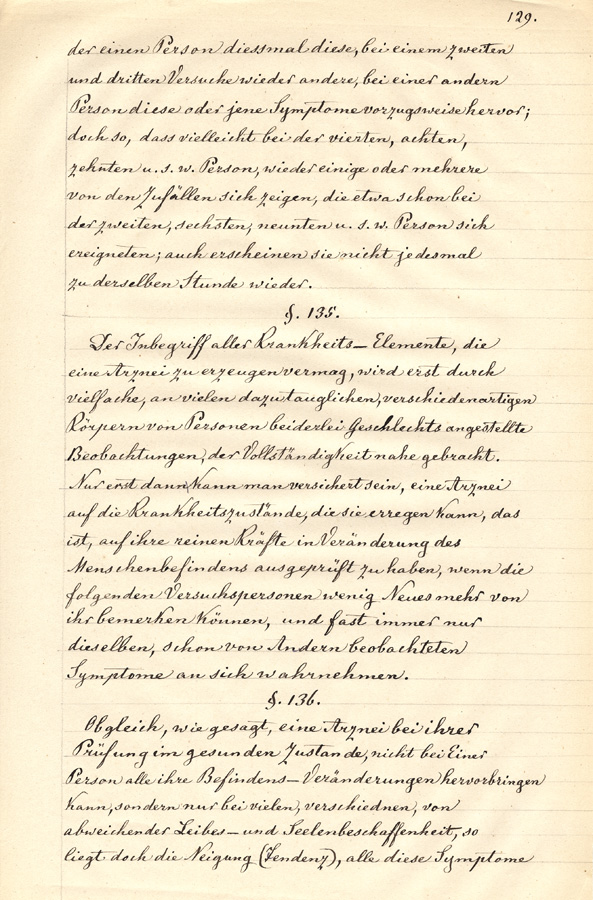 129.
der einen Person diessmal diese, bei einem zweiten
und dritten Versuche wieder andere, bei einer andern
Person diese oder jene Symptome vorzugsweise hervor;
doch so, dass vielleicht bei der vierten, achten,
zehnten u. s. w. Person, wieder einige oder mehrere
von den Zufällen sich zeigen, die etwa schon bei
der zweiten, sechsten, neunten u. s. w. Person sich
ereigneten; auch erscheinen sie nicht jedesmal
zu derselben Stunde wieder.
§. 135.
Der Inbegriff aller Krankheits-Elemente, die
eine Arznei zu erzeugen vermag, wird erst durch
vielfache, an vielen dazu tauglichen, verschiedenartigen
Körpern von Personen beiderlei Geschlechts angestellte
Beobachtungen, der Vollständigkeit nahe gebracht.
Nur erst dann kann man versichert sein, eine Arznei
auf die Krankheitszustände, die sie erregen kann, das
ist, auf ihre reinen Kräfte in Veränderung des
Menschenbefindens ausgeprüft zu haben, wenn die
folgenden Versuchspersonen wenig Neues mehr von
ihr bemerken können, und fast immer nur
dieselben, schon von Andern beobachteten
Symptome an sich wahrnehmen.
§. 136.
Obgleich, wie gesagt, eine Arznei bei ihrer
Prüfung im gesunden Zustande, nicht bei Einer
Person alle ihre Befindens-Veränderungen hervorbringen
kann, sondern nur bei vielen, verschiednen, von
abweichender Leibes- und Seelenbeschaffenheit, so
liegt doch die Neigung (Tendenz), alle diese Symptome